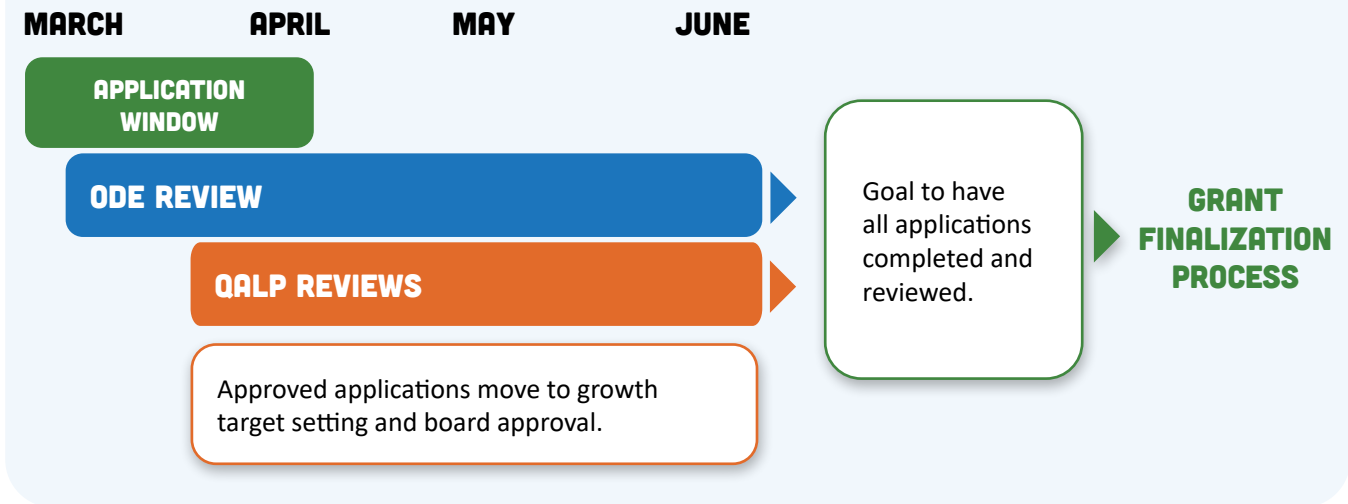 MARCH APRIL MAY JUNE
APPLICATION
WINDOW
ODE REVIEW
QALP REVIEWS
Approved applications move to growth
target setting and board approval.
Goal to have
all applications
completed and
reviewed.
GRANT
FINALIZATION
PROCESS